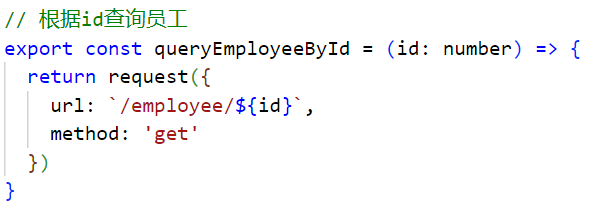 // 根据id查询员工
export const queryEmployeeById = (id: number) => {
  return request({
    url: `/employee/${id}`,
    method: 'get'
  })
}